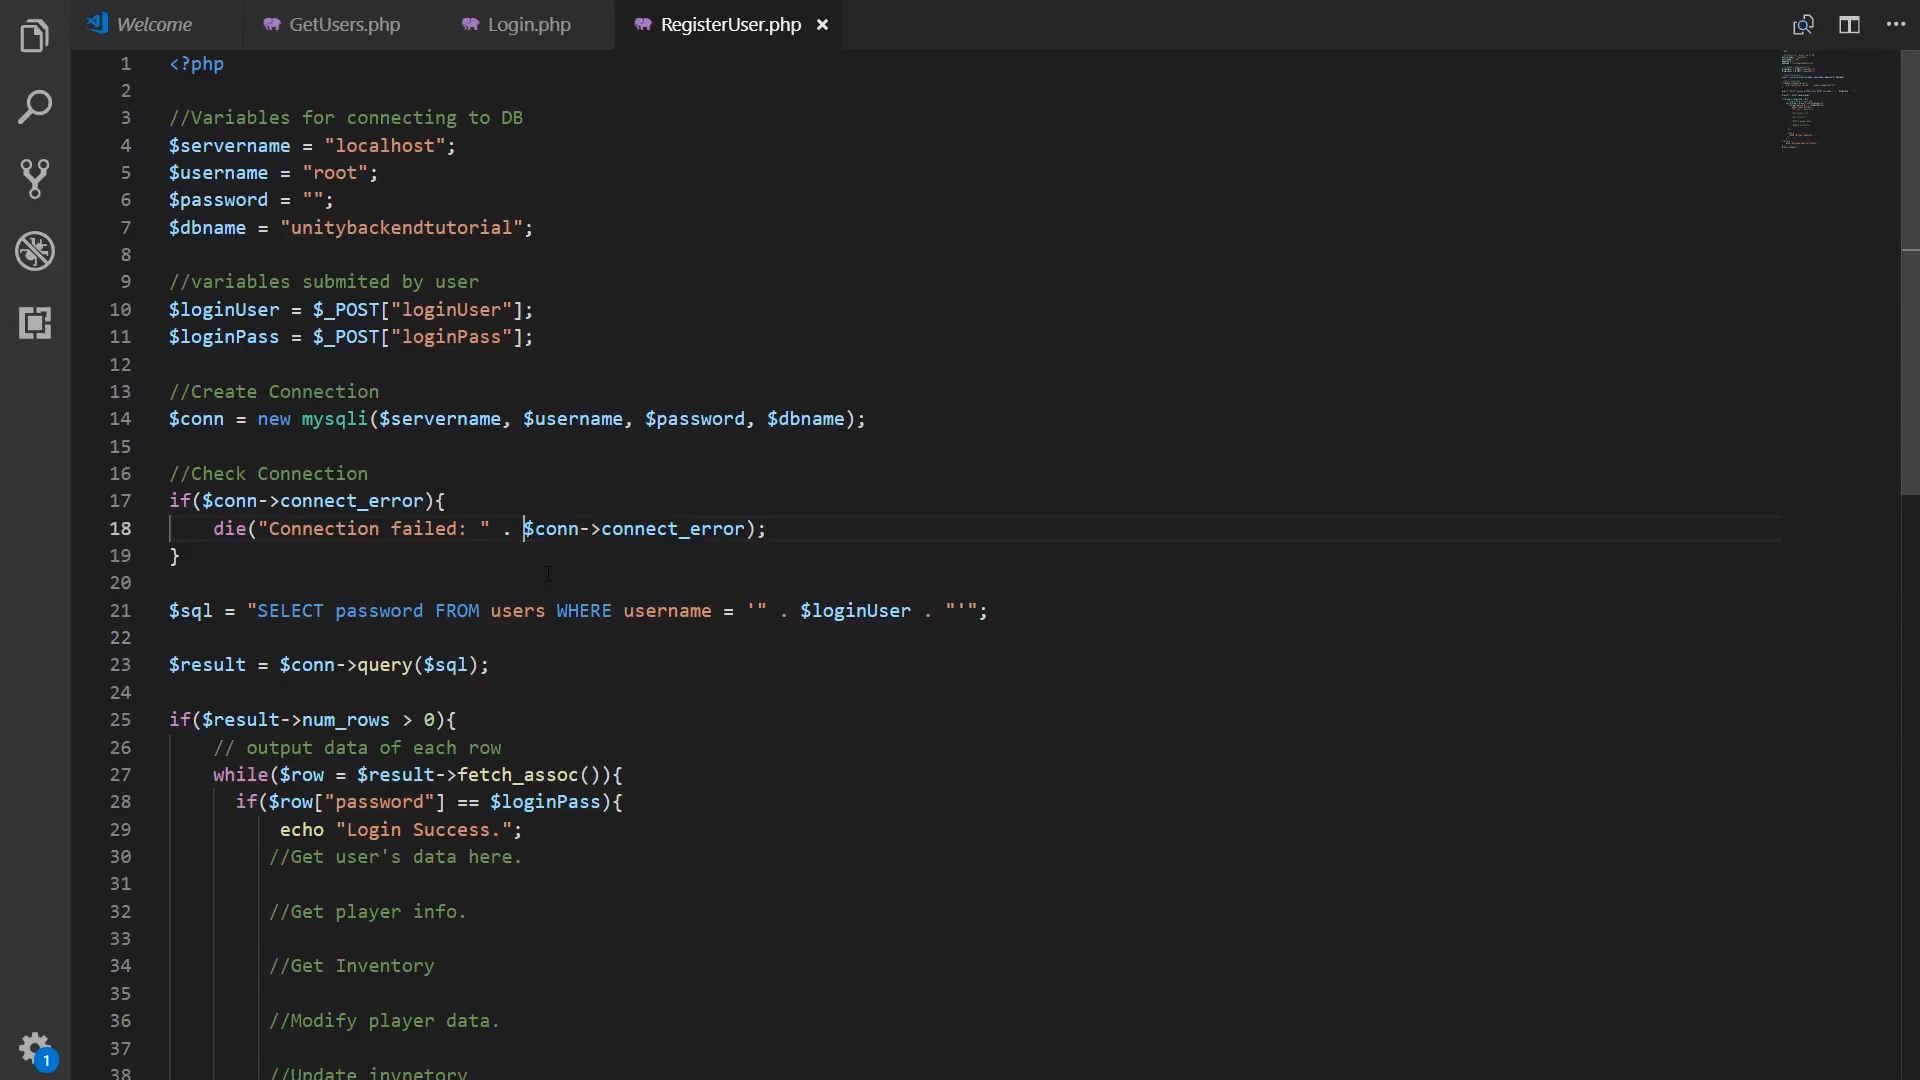 Welcome GetUsers.php Login.php RegisterUser.php
1 <?php
2
3 //Variables for connecting to DB
4 $servername = "localhost";
5 $username = "root";
6 $password = "";
7 $dbname = "unitybackendtutorial";
8
9 //variables submited by user
10 $loginUser = $_POST["loginUser"];
11 $loginPass = $_POST["loginPass"];
12
13 //Create Connection
14 $conn = new mysqli($servername, $username, $password, $dbname);
15
16 //Check Connection
17 if($conn->connect_error){
18 die("Connection failed: " . $conn->connect_error);
19 }
20
21 $sql = "SELECT password FROM users WHERE username = '" . $loginUser . "'";
22
23 $result = $conn->query($sql);
24
25 if($result->num_rows > 0){
26 // output data of each row
27 while($row = $result->fetch_assoc()){
28 if($row["password"] == $loginPass){
29 echo "Login Success.";
30 //Get user's data here.
31
32 //Get player info.
33
34 //Get Inventory
35
36 //Modify player data.
37
38 //Update invnetory
1